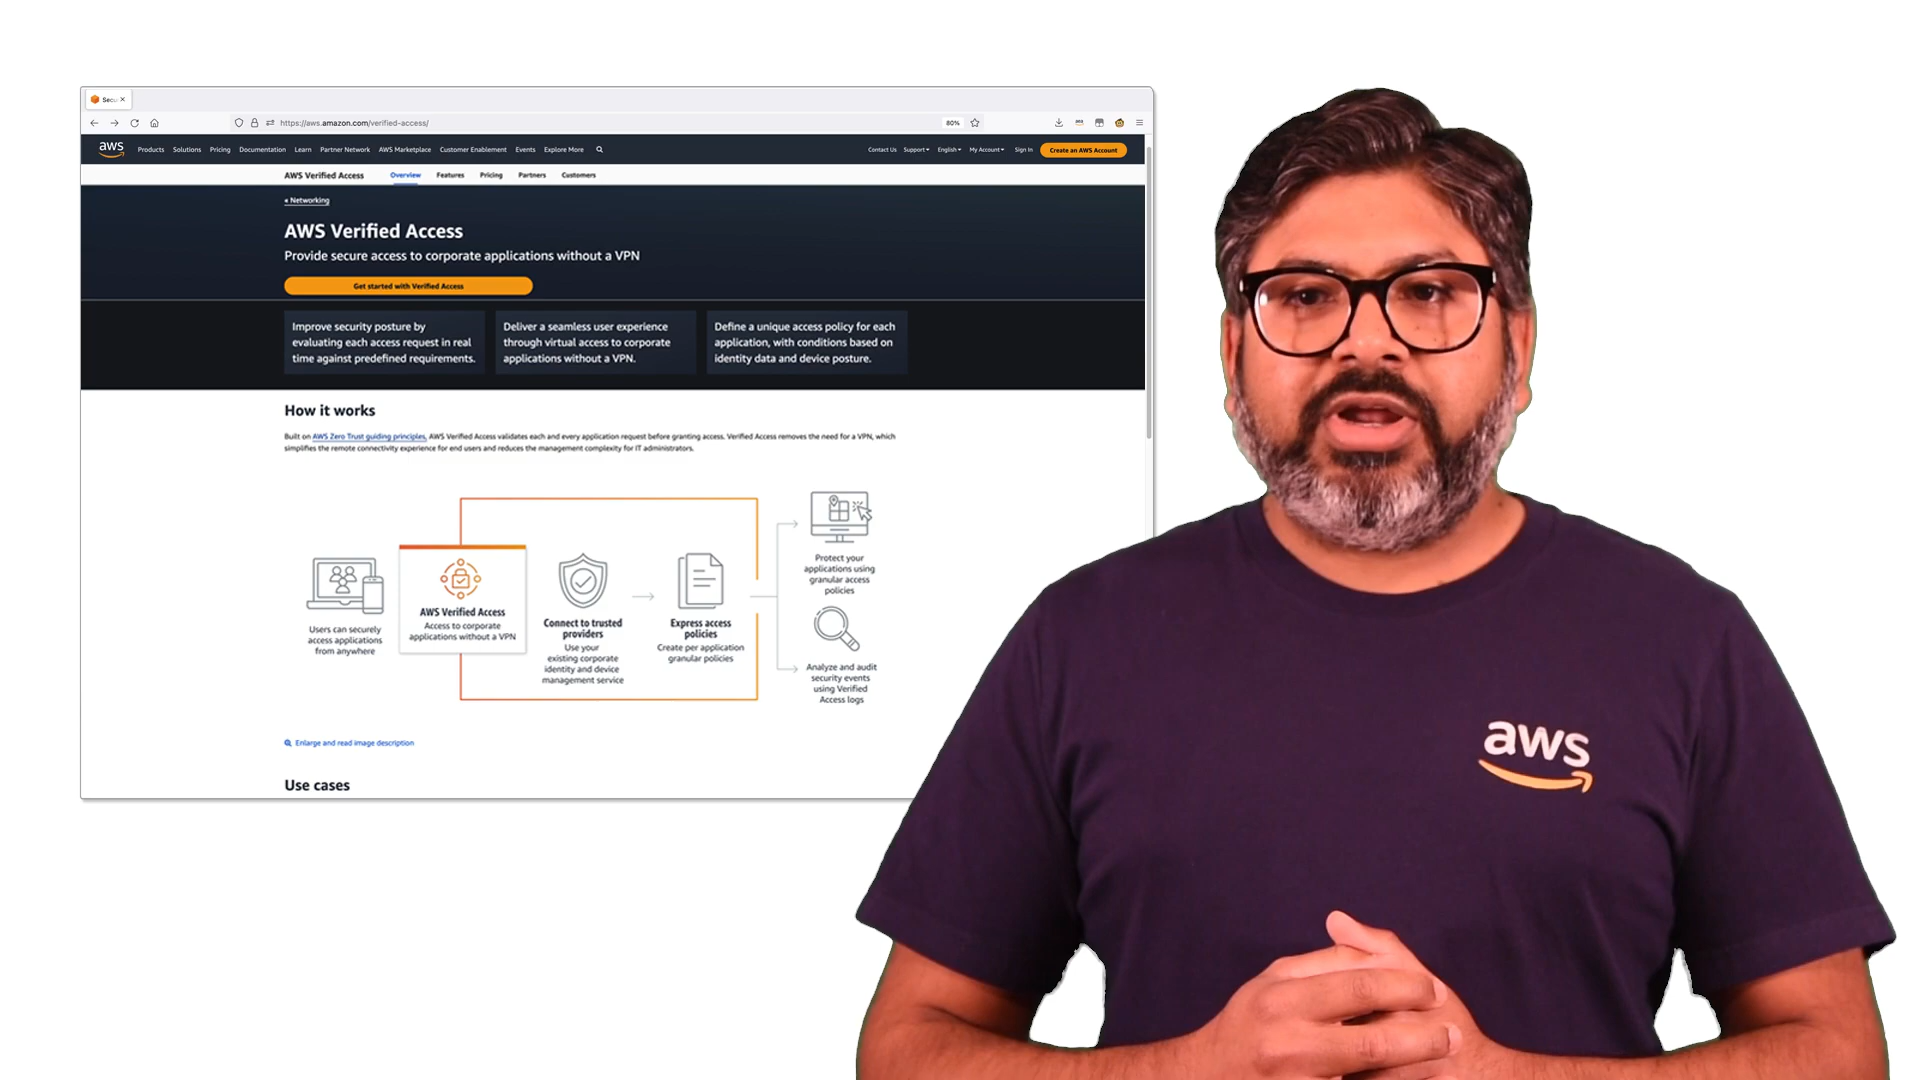 Sec
https://aws.amazon.com/verified-access/
80%
aws
Products Solutions Pricing Documentation Learn Partner Network AWS Marketplace Customer Enablement Events Explore More
Contact Us Support English My Account Sign In Create an AWS Account
AWS Verified Access Overview Features Pricing Partners Customers
« Networking
AWS Verified Access
Provide secure access to corporate applications without a VPN
Get started with Verified Access
Improve security posture by
evaluating each access request in real
time against predefined requirements.
Deliver a seamless user experience
through virtual access to corporate
applications without a VPN.
Define a unique access policy for each
application, with conditions based on
identity data and device posture.
How it works
Built on AWS Zero Trust guiding principles, AWS Verified Access validates each and every application request before granting access. Verified Access removes the need for a VPN, which
simplifies the remote connectivity experience for end users and reduces the management complexity for IT administrators.
Users can securely
access applications
from anywhere
AWS Verified Access
Access to corporate
applications without a VPN
Connect to trusted
providers
Use your
existing corporate
identity and device
management service
Express access
policies
Create per application
granular policies
Protect your
applications using
granular access
policies
Analyze and audit
security events
using Verified
Access logs
Enlarge and read image description
Use cases
aws